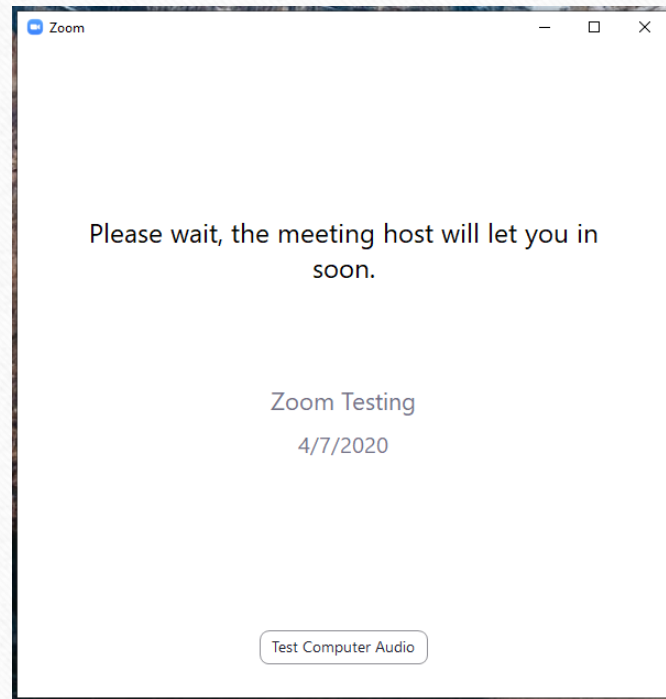 Zoom
Please wait, the meeting host will let you in
soon.
Zoom Testing
4/7/2020
Test Computer Audio